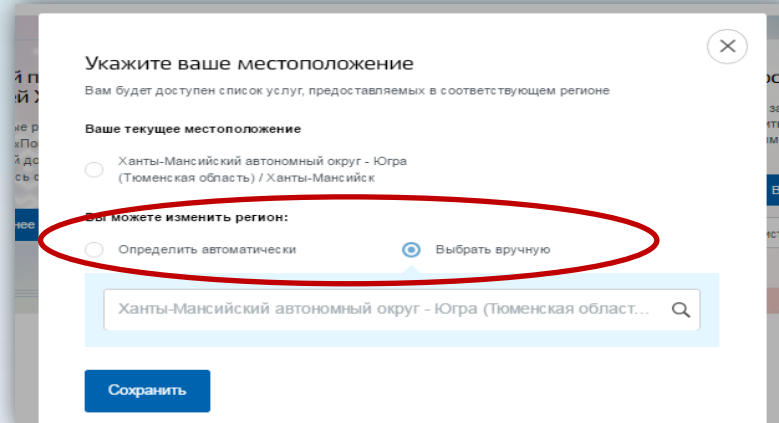 Укажите ваше местоположение
Вам будет доступен список услуг, предоставляемых в соответствующем регионе
Ваше текущее местоположение
Ханты-Мансийский автономный округ - Югра
(Тюменская область) / Ханты-Мансийск
Вы можете изменить регион:
Определить автоматически
Выбрать вручную
Ханты-Мансийский автономный округ - Югра (Тюменская област...
Сохранить